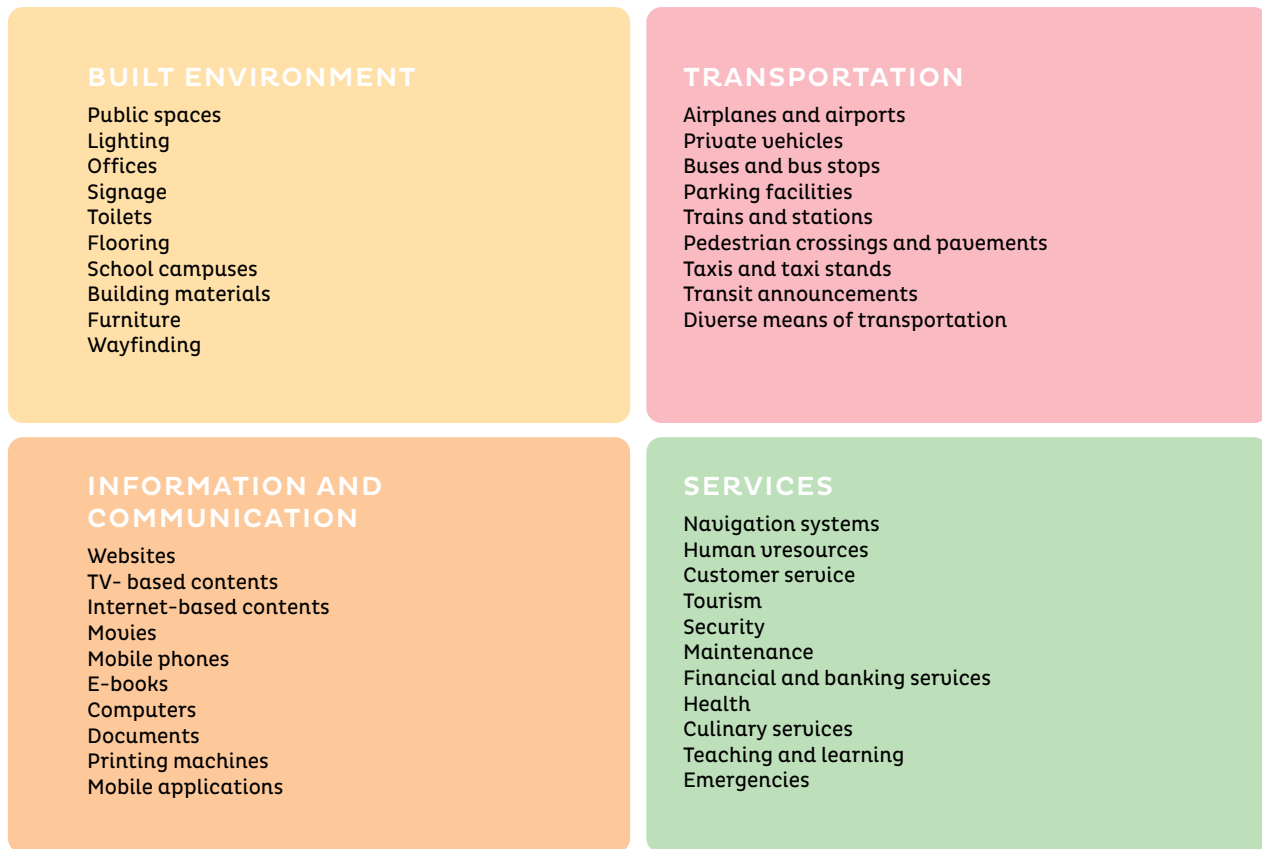 BUILT ENVIRONMENT
Public spaces
Lighting
Offices
Signage
Toilets
Flooring
School campuses
Building materials
Furniture
Wayfinding
TRANSPORTATION
Airplanes and airports
Private vehicles
Buses and bus stops
Parking facilities
Trains and stations
Pedestrian crossings and pavements
Taxis and taxi stands
Transit announcements
Diverse means of transportation
INFORMATION AND
COMMUNICATION
Websites
TV- based contents
Internet-based contents
Movies
Mobile phones
E-books
Computers
Documents
Printing machines
Mobile applications
SERVICES
Navigation systems
Human vresources
Customer service
Tourism
Security
Maintenance
Financial and banking services
Health
Culinary services
Teaching and learning
Emergencies